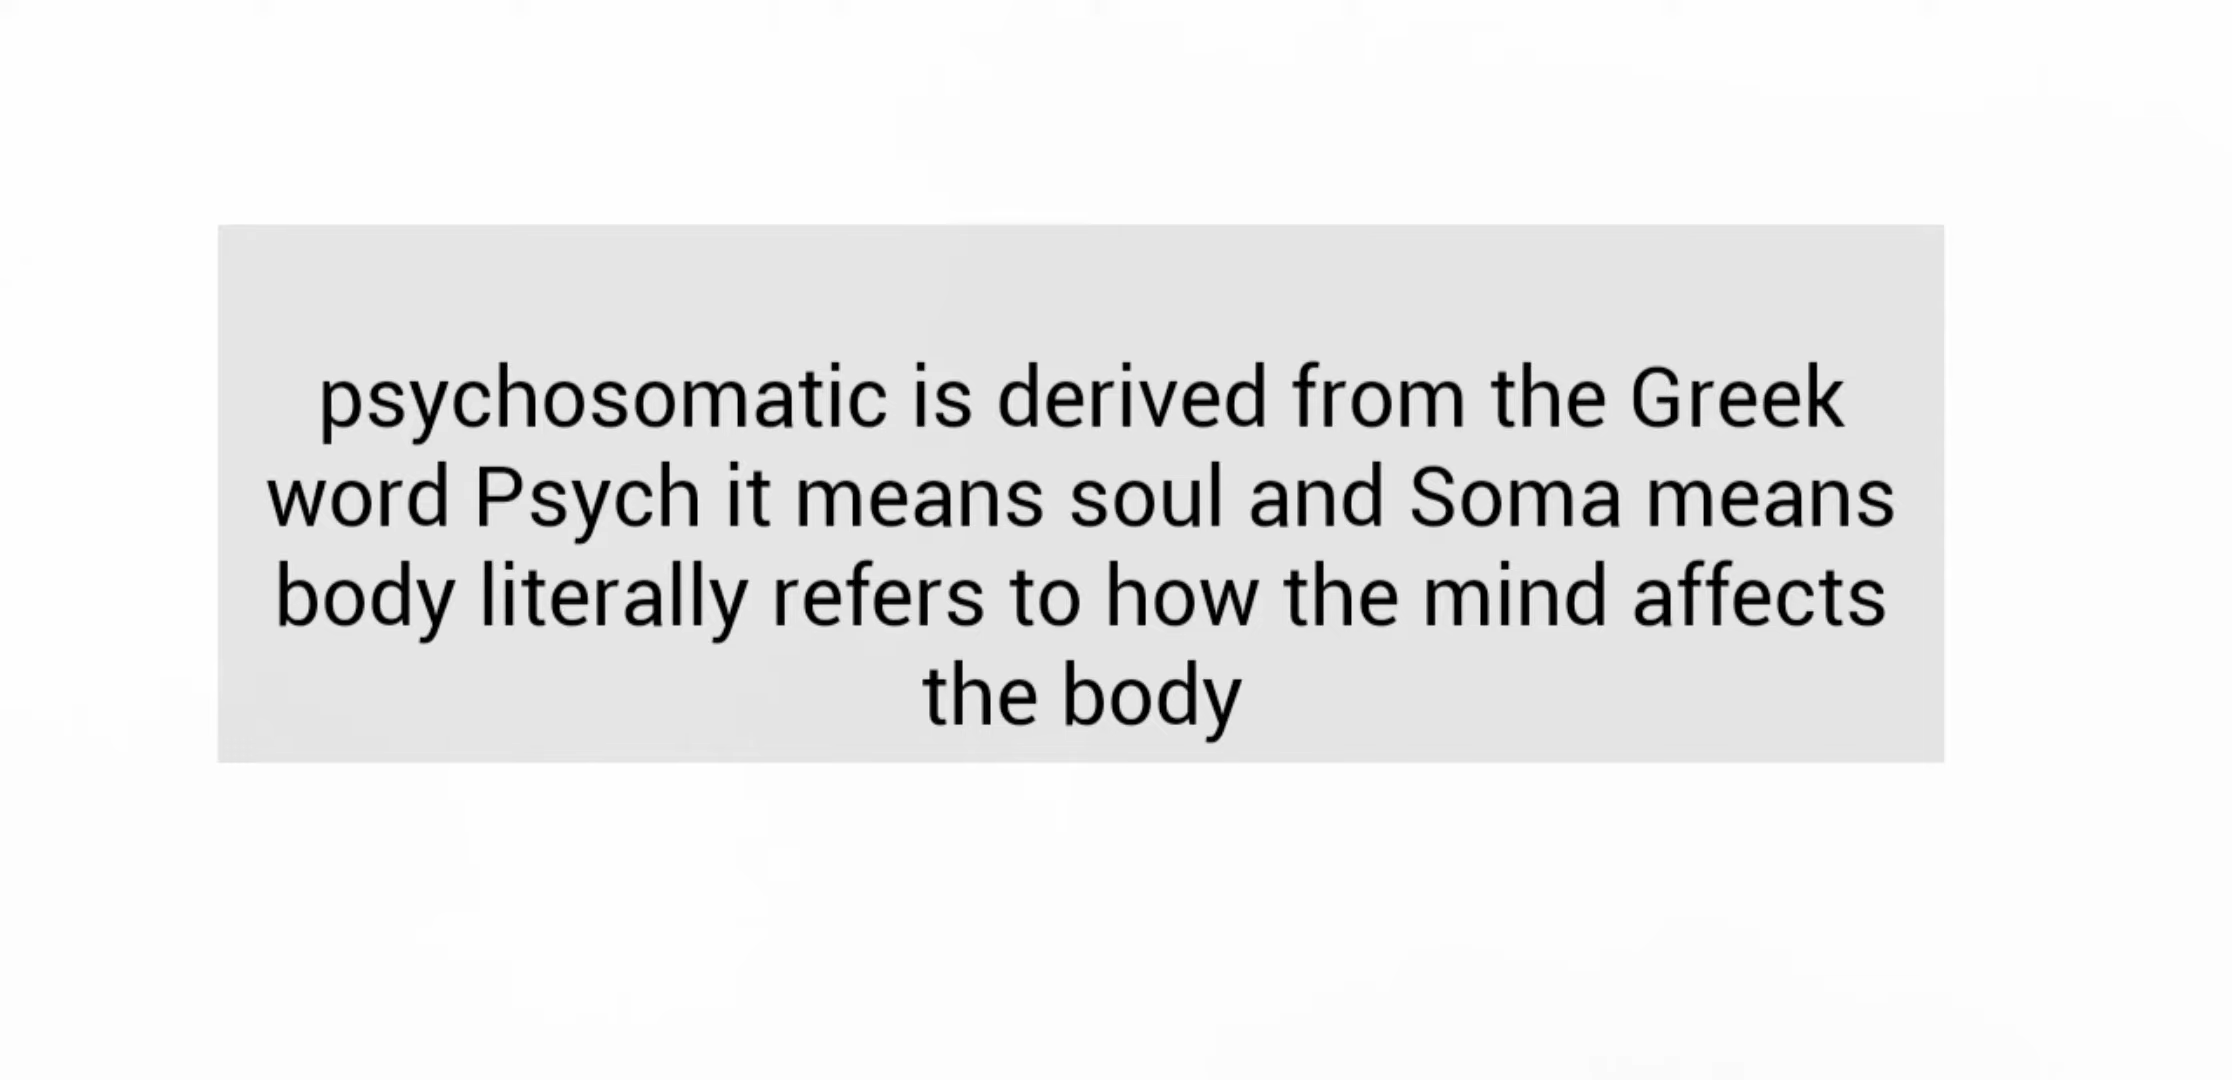 psychosomatic is derived from the Greek
word Psych it means soul and Soma means
body literally refers to how the mind affects
the body